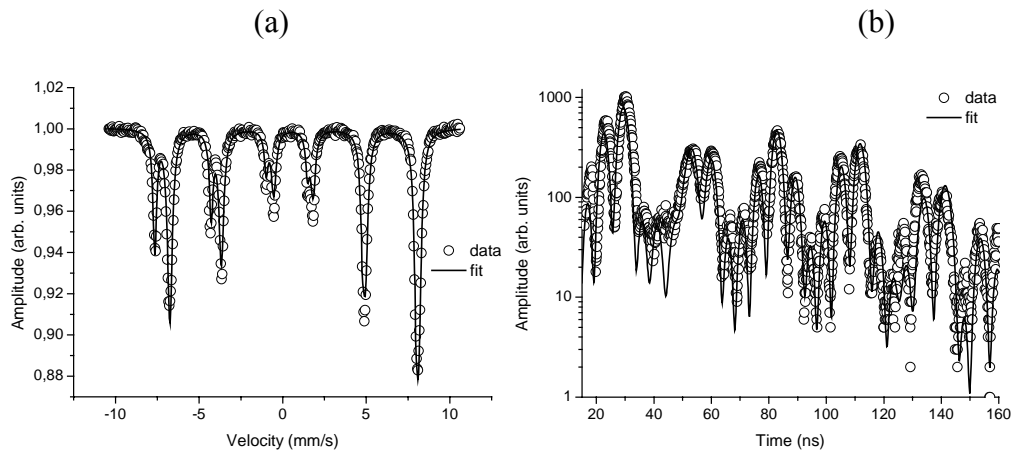 (a)
(b)
1,02
1,00
0,98
0,96
0,94
0,92
0,90
0,88
Amplitude (arb. units)
data
fit
-10 -5 0 5 10
Velocity (mm/s)
1000
100
10
1
Amplitude (arb. units)
data
fit
20 40 60 80 100 120 140 160
Time (ns)